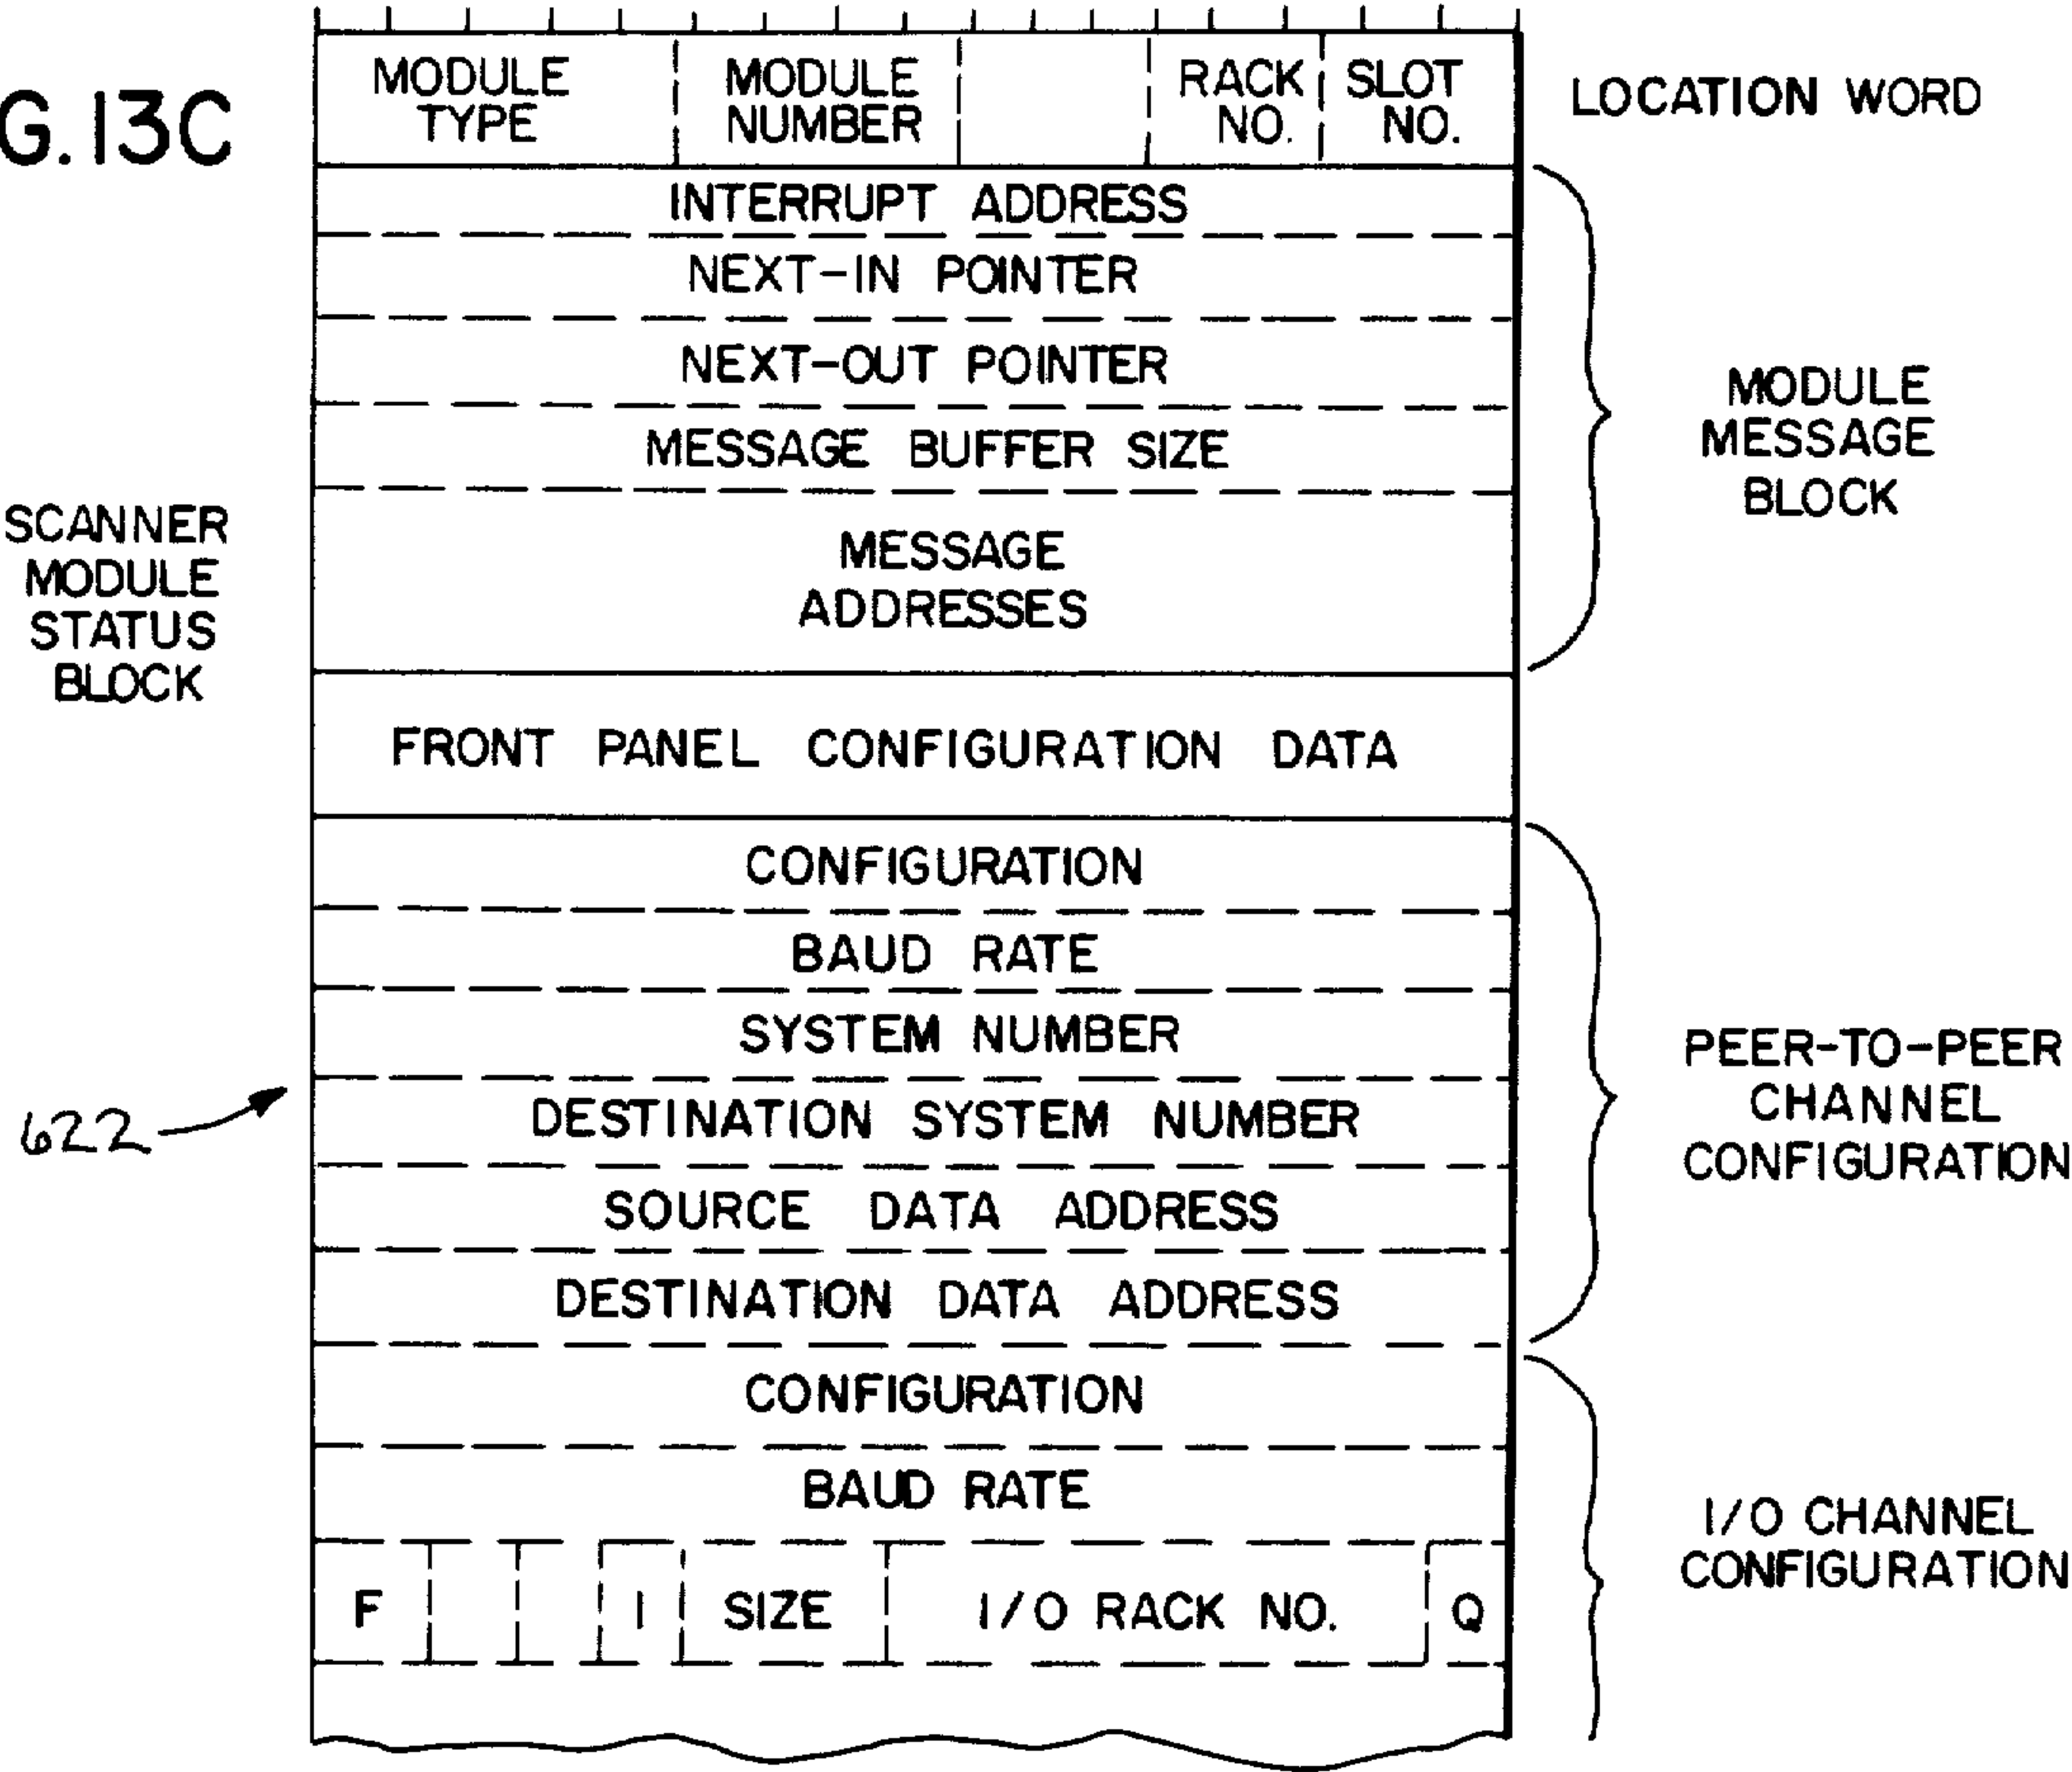 G.13C
MODULE TYPE
MODULE NUMBER
RACK NO.
SLOT NO.
LOCATION WORD
INTERRUPT ADDRESS
NEXT-IN POINTER
NEXT-OUT POINTER
MESSAGE BUFFER SIZE
MESSAGE
ADDRESSES
MODULE
MESSAGE
BLOCK
SCANNER
MODULE
STATUS
BLOCK
FRONT PANEL CONFIGURATION DATA
CONFIGURATION
BAUD RATE
SYSTEM NUMBER
DESTINATION SYSTEM NUMBER
SOURCE DATA ADDRESS
DESTINATION DATA ADDRESS
PEER-TO-PEER
CHANNEL
CONFIGURATION
622
CONFIGURATION
BAUD RATE
F I SIZE I/O RACK NO. Q
I/O CHANNEL
CONFIGURATION